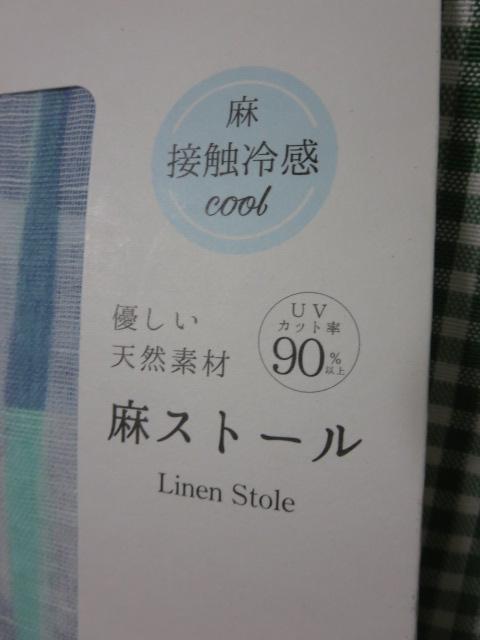 麻
接触冷感
cool
優しい
天然素材
UV
カット率
90%
以上
麻ストール
Linen Stole